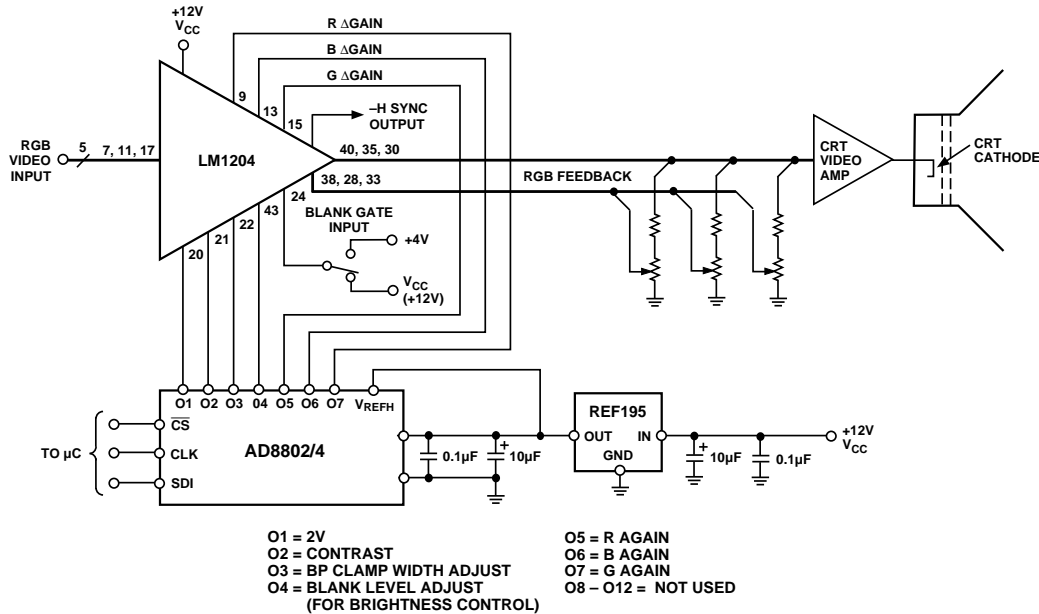 +12V
VCC
R ΔGAIN
B ΔGAIN
G ΔGAIN
9
13
15
–H SYNC
OUTPUT
RGB
VIDEO
INPUT
5
7, 11, 17
LM1204
40, 35, 30
38, 28, 33
RGB FEEDBACK
CRT
VIDEO
AMP
CRT
CATHODE
24
43
22
21
20
BLANK GATE
INPUT
+4V
VCC
(+12V)
O1 O2 O3 04 O5 O6 O7 VREFH
TO µC
CS
CLK
SDI
AD8802/4
0.1µF
10µF
+
REF195
OUT
IN
GND
+
10µF
0.1µF
+12V
VCC
O1 = 2V
O2 = CONTRAST
O3 = BP CLAMP WIDTH ADJUST
O4 = BLANK LEVEL ADJUST
(FOR BRIGHTNESS CONTROL)
O5 = R AGAIN
O6 = B AGAIN
O7 = G AGAIN
O8 – O12 = NOT USED